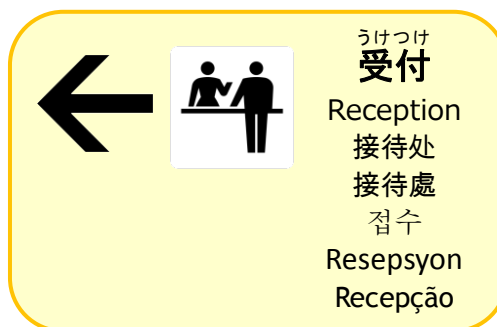 うけつけ
受付
Reception
接待处
接待處
접수
Resepsyon
Recepção